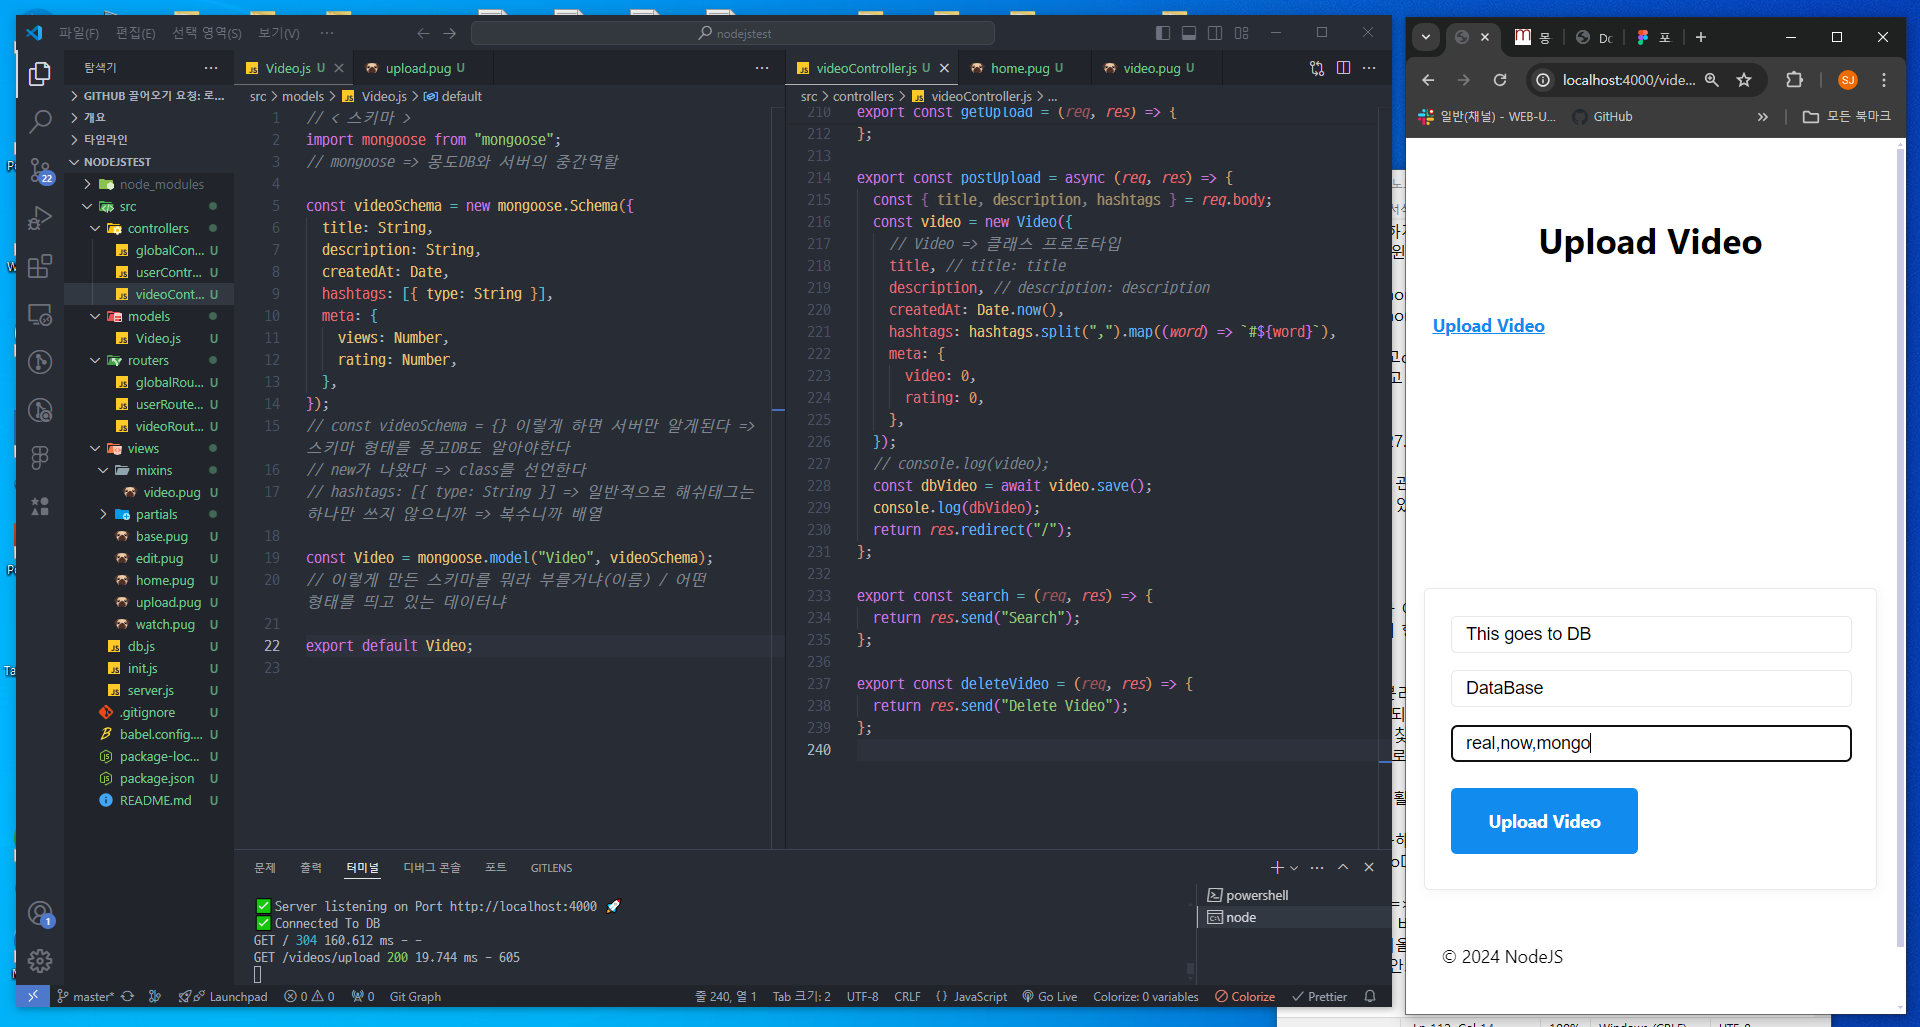 파일(F) 편집(E) 선택 영역(S) 보기(V) ··· nodejstest
탐색기
GITHUB 끌어오기 요청: 로...
개요
타임라인
NODEJSTEST
node_modules
src
controllers
globalCon... U
userContr... U
videoCont... U
models
Video.js U
routers
globalRou... U
userRoute... U
videoRout... U
views
mixins
video.pug U
partials
base.pug U
edit.pug U
home.pug U
upload.pug U
watch.pug U
db.js U
init.js U
server.js U
.gitignore U
babel.config.... U
package-loc... U
package.json U
README.md U
22
1
Video.js U upload.pug U
src > models > Video.js > default
1 // < 스키마 >
2 import mongoose from "mongoose";
3 // mongoose => 몽도DB와 서버의 중간역할
4
5 const videoSchema = new mongoose.Schema({
6 title: String,
7 description: String,
8 createdAt: Date,
9 hashtags: [{ type: String }],
10 meta: {
11 views: Number,
12 rating: Number,
13 },
14 });
15 // const videoSchema = {} 이렇게 하면 서버만 알게된다 =>
스키마 형태를 몽고DB도 알아야한다
16 // new가 나왔다 => class를 선언한다
17 // hashtags: [{ type: String }] => 일반적으로 해쉬태그는
하나만 쓰지 않으니까 => 복수니까 배열
18
19 const Video = mongoose.model("Video", videoSchema);
20 // 이렇게 만든 스키마를 뭐라 부를거냐(이름) / 어떤
형태를 띄고 있는 데이터냐
21
22 export default Video;
23
videoController.js U home.pug U video.pug U
src > controllers > videoController.js > ...
210 export const getUpload = (req, res) => {
212 };
213
214 export const postUpload = async (req, res) => {
215 const { title, description, hashtags } = req.body;
216 const video = new Video({
217 // Video => 클래스 프로토타입
218 title, // title: title
219 description, // description: description
220 createdAt: Date.now(),
221 hashtags: hashtags.split(",").map((word) => `#${word}`),
222 meta: {
223 video: 0,
224 rating: 0,
225 },
226 });
227 // console.log(video);
228 const dbVideo = await video.save();
229 console.log(dbVideo);
230 return res.redirect("/");
231 };
232
233 export const search = (req, res) => {
234 return res.send("Search");
235 };
236
237 export const deleteVideo = (req, res) => {
238 return res.send("Delete Video");
239 };
240
문제 출력 터미널 디버그 콘솔 포트 GITLENS
Server listening on Port http://localhost:4000
Connected To DB
GET / 304 160.612 ms - -
GET /videos/upload 200 19.744 ms - 605
powershell
node
master* Launchpad 0 0 0 Git Graph 줄 240, 열 1 Tab 크기: 2 UTF-8 CRLF {} JavaScript Go Live Colorize: 0 variables Colorize Prettier
몽 Dc 포
localhost:4000/vide... SJ
일반(채널) - WEB-U... GitHub 모든 북마크
Upload Video
Upload Video
This goes to DB
DataBase
real,now,mongo
Upload Video
© 2024 NodeJS